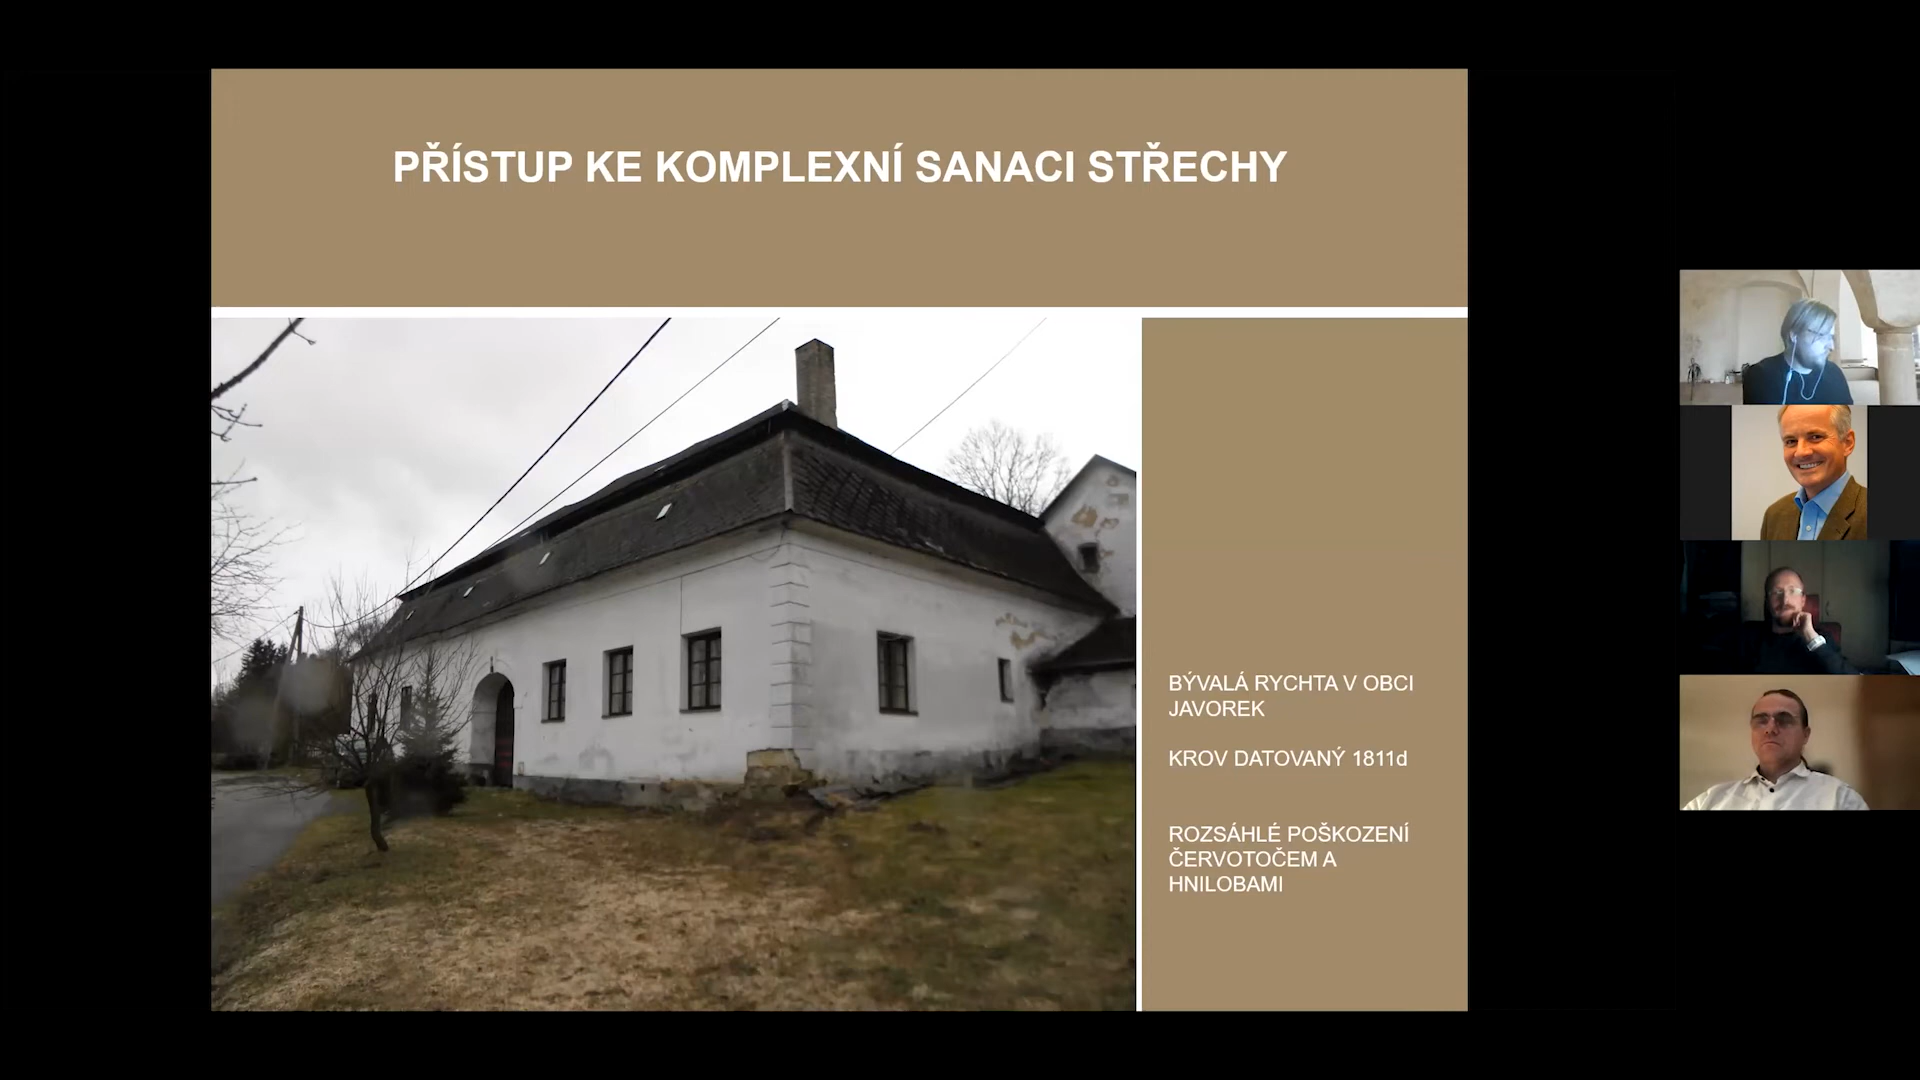 PŘÍSTUP KE KOMPLEXNÍ SANACI STŘECHY
BÝVALÁ RYCHTA V OBCI
JAVOREK
KROV DATOVANÝ 1811d
ROZSÁHLÉ POŠKOZENÍ
ČERVOTOČEM A
HNILOBAMI